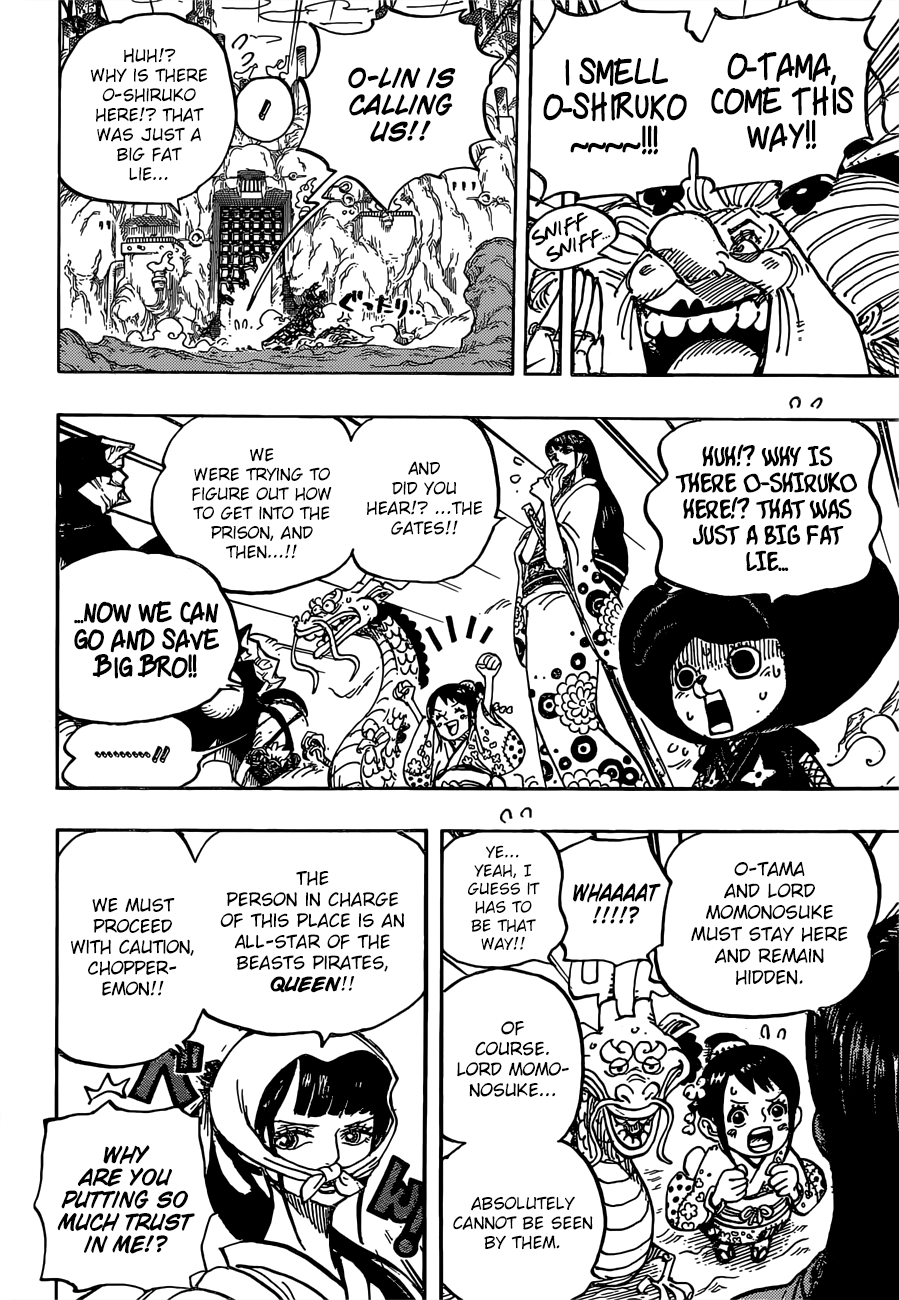 O-TAMA,
COME THIS
WAY!!
I SMELL
O-SHIRUKO
~~~~!!!
SNIFF
SNIFF..
O-LIN IS
CALLING
US!!
!
HUH!?
WHY IS THERE
O-SHIRUKO
HERE!? THAT
WAS JUST A
BIG FAT
LIE...
ぐったり..
HUH!? WHY IS
THERE O-SHIRUKO
HERE!? THAT WAS
JUST A BIG FAT
LIE...
AND
DID YOU
HEAR!? ...THE
GATES!!
WE
WERE TRYING TO
FIGURE OUT HOW
TO GET INTO THE
PRISON, AND
THEN...!!
...NOW WE CAN
GO AND SAVE
BIG BRO!!
..........!!
O-TAMA
AND LORD
MOMONOSUKE
MUST STAY HERE
AND REMAIN
HIDDEN.
WHAAAAT
!!!!?
YE...
YEAH, I
GUESS IT
HAS TO
BE THAT
WAY!!
OF
COURSE.
LORD MOMO-
NOSUKE...
ABSOLUTELY
CANNOT BE SEEN
BY THEM.
THE
PERSON IN CHARGE
OF THIS PLACE IS AN
ALL-STAR OF THE
BEASTS PIRATES,
QUEEN!!
WE MUST
PROCEED
WITH CAUTION,
CHOPPER-
EMON!!
WHY
ARE YOU
PUTTING SO
MUCH TRUST
IN ME!?